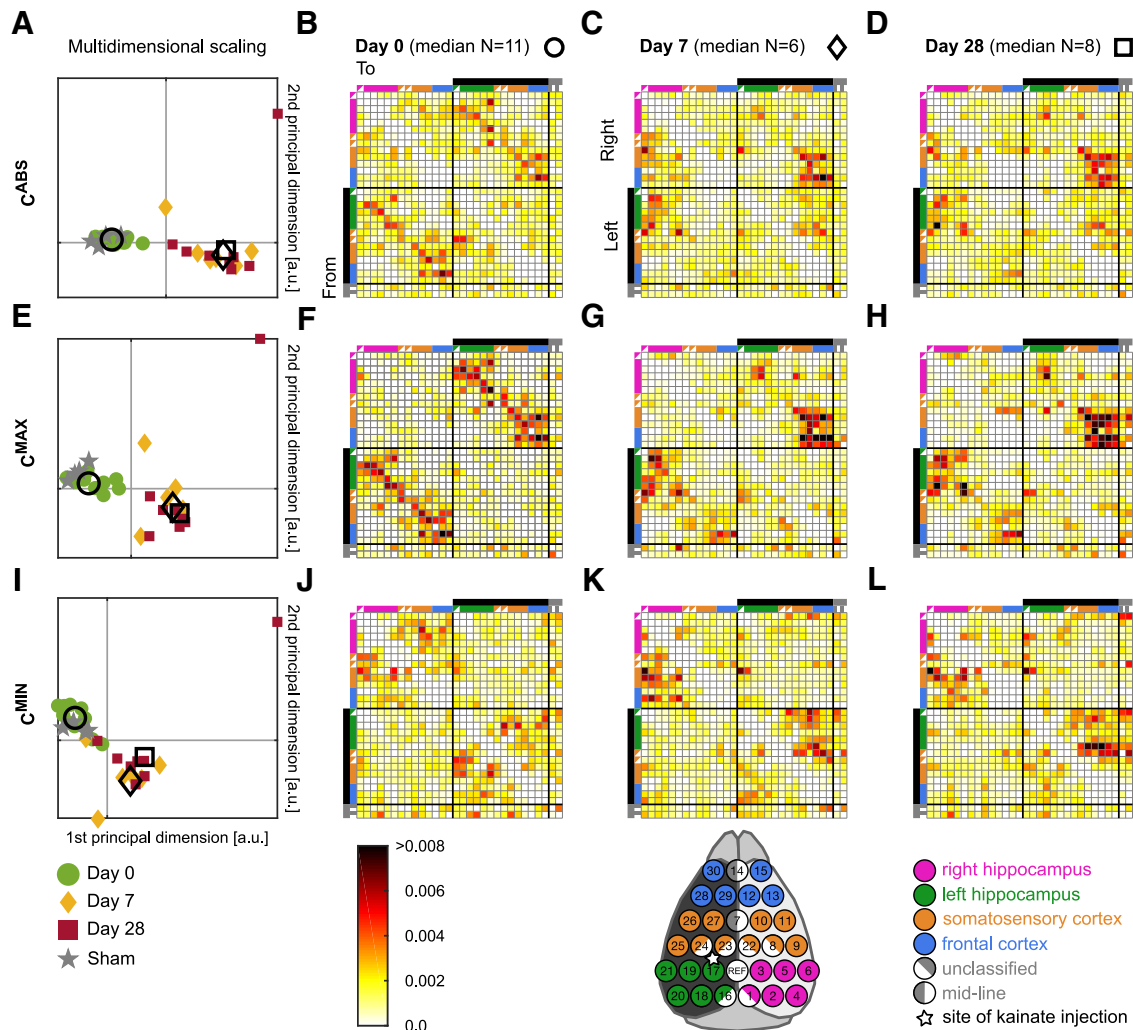 A
Multidimensional scaling
B
Day 0 (median N=11)
To
C
Day 7 (median N=6)
D
Day 28 (median N=8)
CABS
2nd principal dimension [a.u.]
From
Right
Left
E
F
G
H
CMAX
2nd principal dimension [a.u.]
I
J
K
L
CMIN
2nd principal dimension [a.u.]
1st principal dimension [a.u.]
Day 0
Day 7
Day 28
Sham
>0.008
0.006
0.004
0.002
0.0
30 14 15
28 29 12 13
26 27 7 10 11
25 24 23 22 8 9
21 19 17 REF 3 5 6
20 18 16 1 2 4
right hippocampus
left hippocampus
somatosensory cortex
frontal cortex
unclassified
mid-line
site of kainate injection